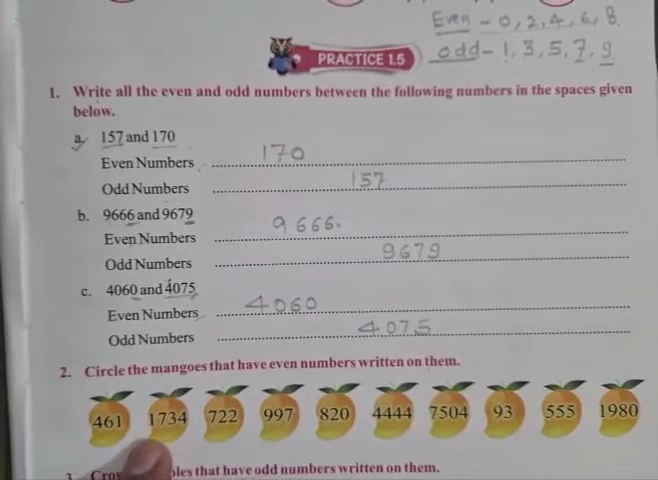 Even - 0, 2, 4, 6, 8.
odd - 1, 3, 5, 7, 9
PRACTICE 1.5
1. Write all the even and odd numbers between the following numbers in the spaces given
below.
a. 157 and 170
Even Numbers 170
Odd Numbers 157
b. 9666 and 9679
Even Numbers 9666.
Odd Numbers 9679
c. 4060 and 4075
Even Numbers 4060
Odd Numbers 4075
2. Circle the mangoes that have even numbers written on them.
461 1734 722 997 820 4444 7504 93 555 1980
that have odd numbers written on them.